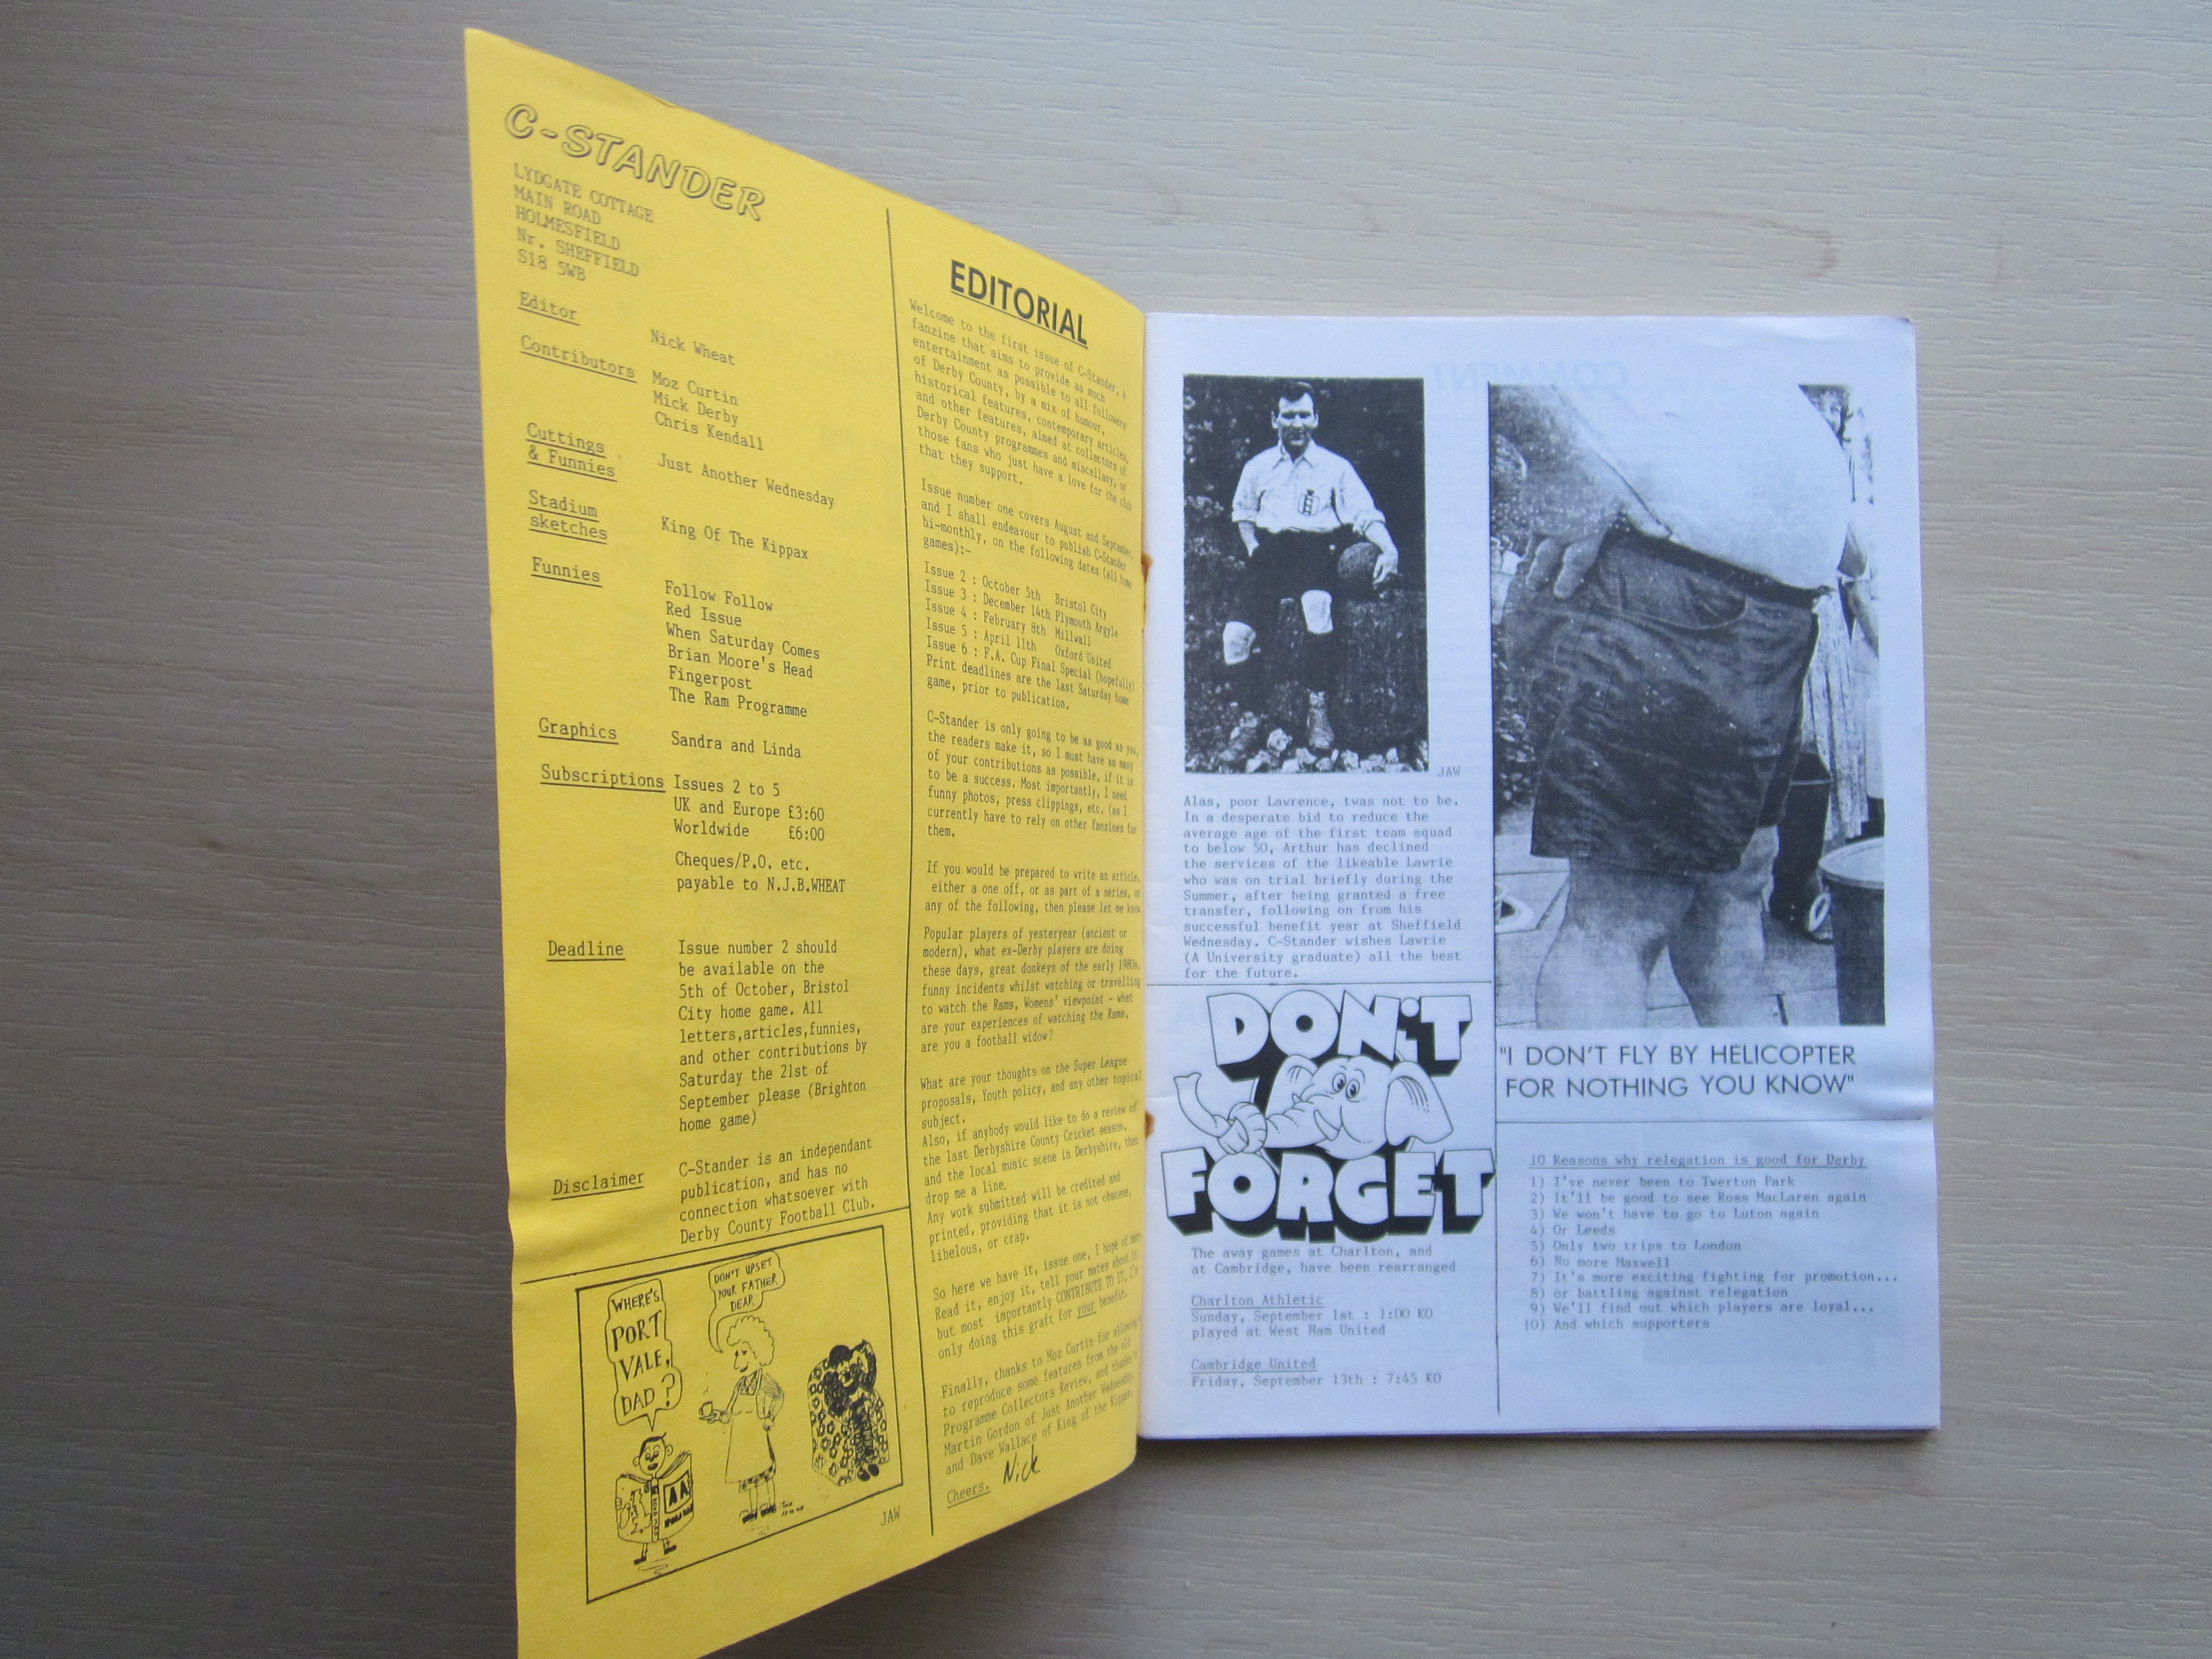 C-STANDER
LYDGATE COTTAGE
MAIN ROAD
HOLMESFIELD
Nr. SHEFFIELD
S18 5WB
Editor
Nick Wheat
Contributors
Moz Curtin
Mick Derby
Chris Kendall
Cuttings
& Funnies
Just Another Wednesday
Stadium
sketches
King Of The Kippax
Funnies
Follow Follow
Red Issue
When Saturday Comes
Brian Moore's Head
Fingerpost
The Ram Programme
Graphics
Sandra and Linda
Subscriptions
Issues 2 to 5
UK and Europe £3:60
Worldwide £6:00
Cheques/P.O. etc.
payable to N.J.B.WHEAT
Deadline
Issue number 2 should
be available on the
5th of October, Bristol
City home game. All
letters,articles,funnies,
and other contributions by
Saturday the 21st of
September please (Brighton
home game)
Disclaimer
C-Stander is an independant
publication, and has no
connection whatsoever with
Derby County Football Club.
WHERE'S
PORT
VALE,
DAD?
DON'T UPSET
YOUR FATHER,
DEAR.
AA
JAW
EDITORIAL
Welcome to the first issue of C-Stander, a
fanzine that aims to provide as much
entertainment as possible to all followers
of Derby County, by a mix of humour,
historical features, contemporary articles,
and other features, aimed at collectors of
Derby County programmes and miscellany, or
those fans who just have a love for the club
that they support.
Issue number one covers August and September,
and I shall endeavour to publish C-Stander
bi-monthly, on the following dates (all home
games):-
Issue 2 : October 5th Bristol City
Issue 3 : December 14th Plymouth Argyle
Issue 4 : February 8th Millwall
Issue 5 : April 11th Oxford United
Issue 6 : F.A. Cup Final Special (hopefully)
Print deadlines are the last Saturday home
game, prior to publication.
C-Stander is only going to be as good as you,
the readers make it, so I must have as many
of your contributions as possible, if it is
to be a success. Most importantly, I need
funny photos, press clippings, etc. (as I
currently have to rely on other fanzines for
them.
If you would be prepared to write an article,
either a one off, or as part of a series, on
any of the following, then please let me know.
Popular players of yesteryear (ancient or
modern), what ex-Derby players are doing
these days, great donkeys of the early 1980s,
funny incidents whilst watching or travelling
to watch the Rams, Womens' viewpoint - what
are your experiences of watching the Rams,
are you a football widow?
What are your thoughts on the Super League
proposals, Youth policy, and any other topical
subject.
Also, if anybody would like to do a review of
the last Derbyshire County Cricket season,
and the local music scene in Derbyshire, then
drop me a line.
Any work submitted will be credited and
printed, providing that it is not obscene,
libelous, or crap.
So here we have it, issue one, I hope of many.
Read it, enjoy it, tell your mates about it,
but most importantly CONTRIBUTE TO IT, I'm
only doing this graft for your benefit.
Finally, thanks to Moz Curtin for allowing
to reproduce some features from the old
Programme Collectors Review, and thanks to
Martin Gordon of Just Another Wednesday,
and Dave Wallace of King of the Kippax.
Cheers. Nick
JAW
Alas, poor Lawrence, twas not to be.
In a desperate bid to reduce the
average age of the first team squad
to below 50, Arthur has declined
the services of the likeable Lawrie
who was on trial briefly during the
Summer, after being granted a free
transfer, following on from his
successful benefit year at Sheffield
Wednesday. C-Stander wishes Lawrie
(A University graduate) all the best
for the future.
DON'T
FORGET
The away games at Charlton, and
at Cambridge, have been rearranged
Charlton Athletic
Sunday, September 1st : 1:00 KO
played at West Ham United
Cambridge United
Friday, September 13th : 7:45 KO
"I DON'T FLY BY HELICOPTER
FOR NOTHING YOU KNOW"
10 Reasons why relegation is good for Derby
1) I've never been to Twerton Park
2) It'll be good to see Ross MacLaren again
3) We won't have to go to Luton again
4) Or Leeds
5) Only two trips to London
6) No more Maxwell
7) It's more exciting fighting for promotion...
8) or battling against relegation
9) We'll find out which players are loyal...
10) And which supporters